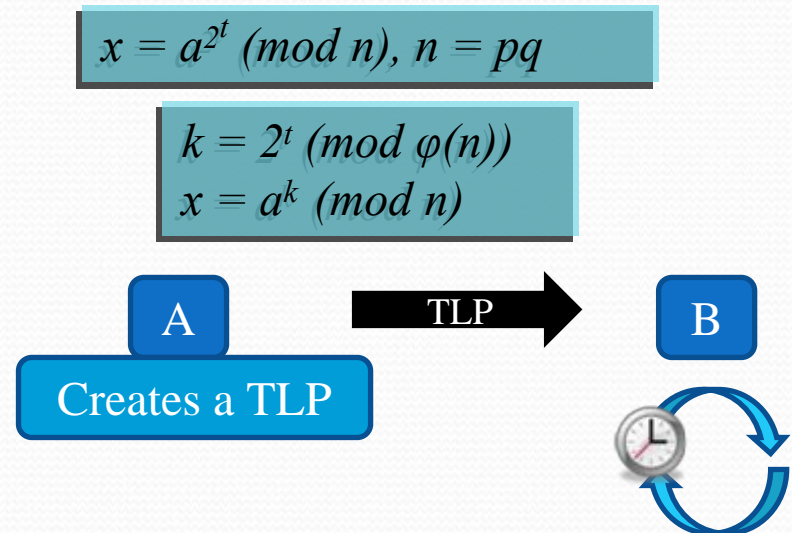 x = a^{2^t} (mod n), n = pq
k = 2^t (mod φ(n))
x = a^k (mod n)
A
TLP
B
Creates a TLP